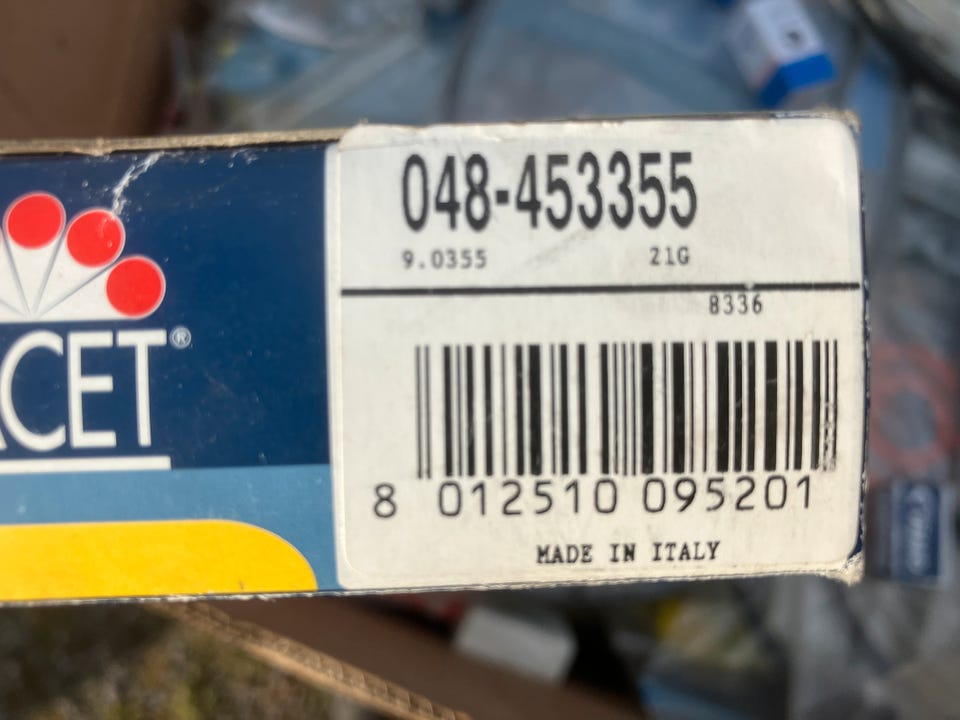 048-453355
9.0355 21G
8336
CET®
8 012510 095201
MADE IN ITALY